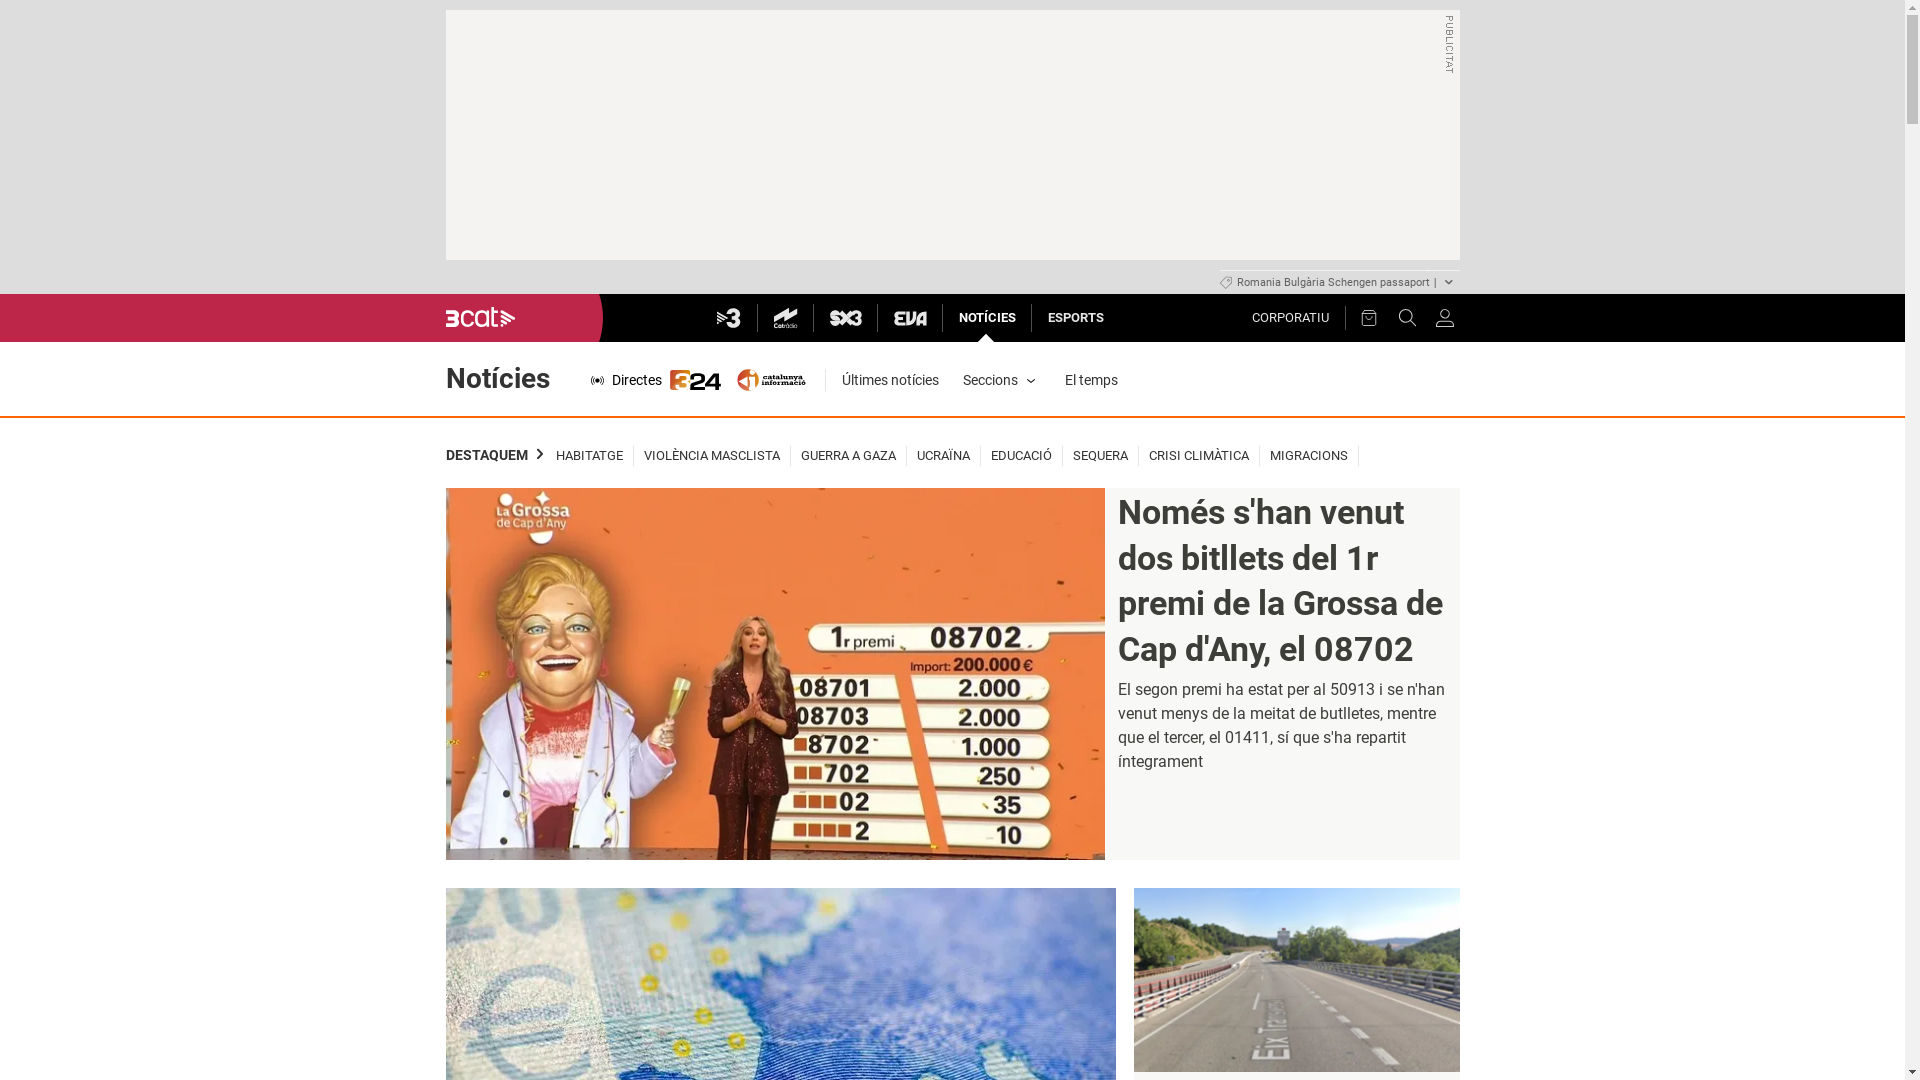 PUBLICITAT
Romania Bulgària Schengen passaport |
3cat
3
Catràdio
SX3
EVA
NOTÍCIES
ESPORTS
CORPORATIU
Notícies
Directes
324
catalunya
informació
Últimes notícies
Seccions
El temps
DESTAQUEM
HABITATGE
VIOLÈNCIA MASCLISTA
GUERRA A GAZA
UCRAÏNA
EDUCACIÓ
SEQUERA
CRISI CLIMÀTICA
MIGRACIONS
La Grossa
de Cap d'Any
1r premi 08702
Import: 200.000 €
08701 2.000
08703 2.000
8702 1.000
702 250
02 35
2 10
Només s'han venut
dos bitllets del 1r
premi de la Grossa de
Cap d'Any, el 08702
El segon premi ha estat per al 50913 i se n'han
venut menys de la meitat de butlletes, mentre
que el tercer, el 01411, sí que s'ha repartit
íntegrament
20
€
Eix Transversal